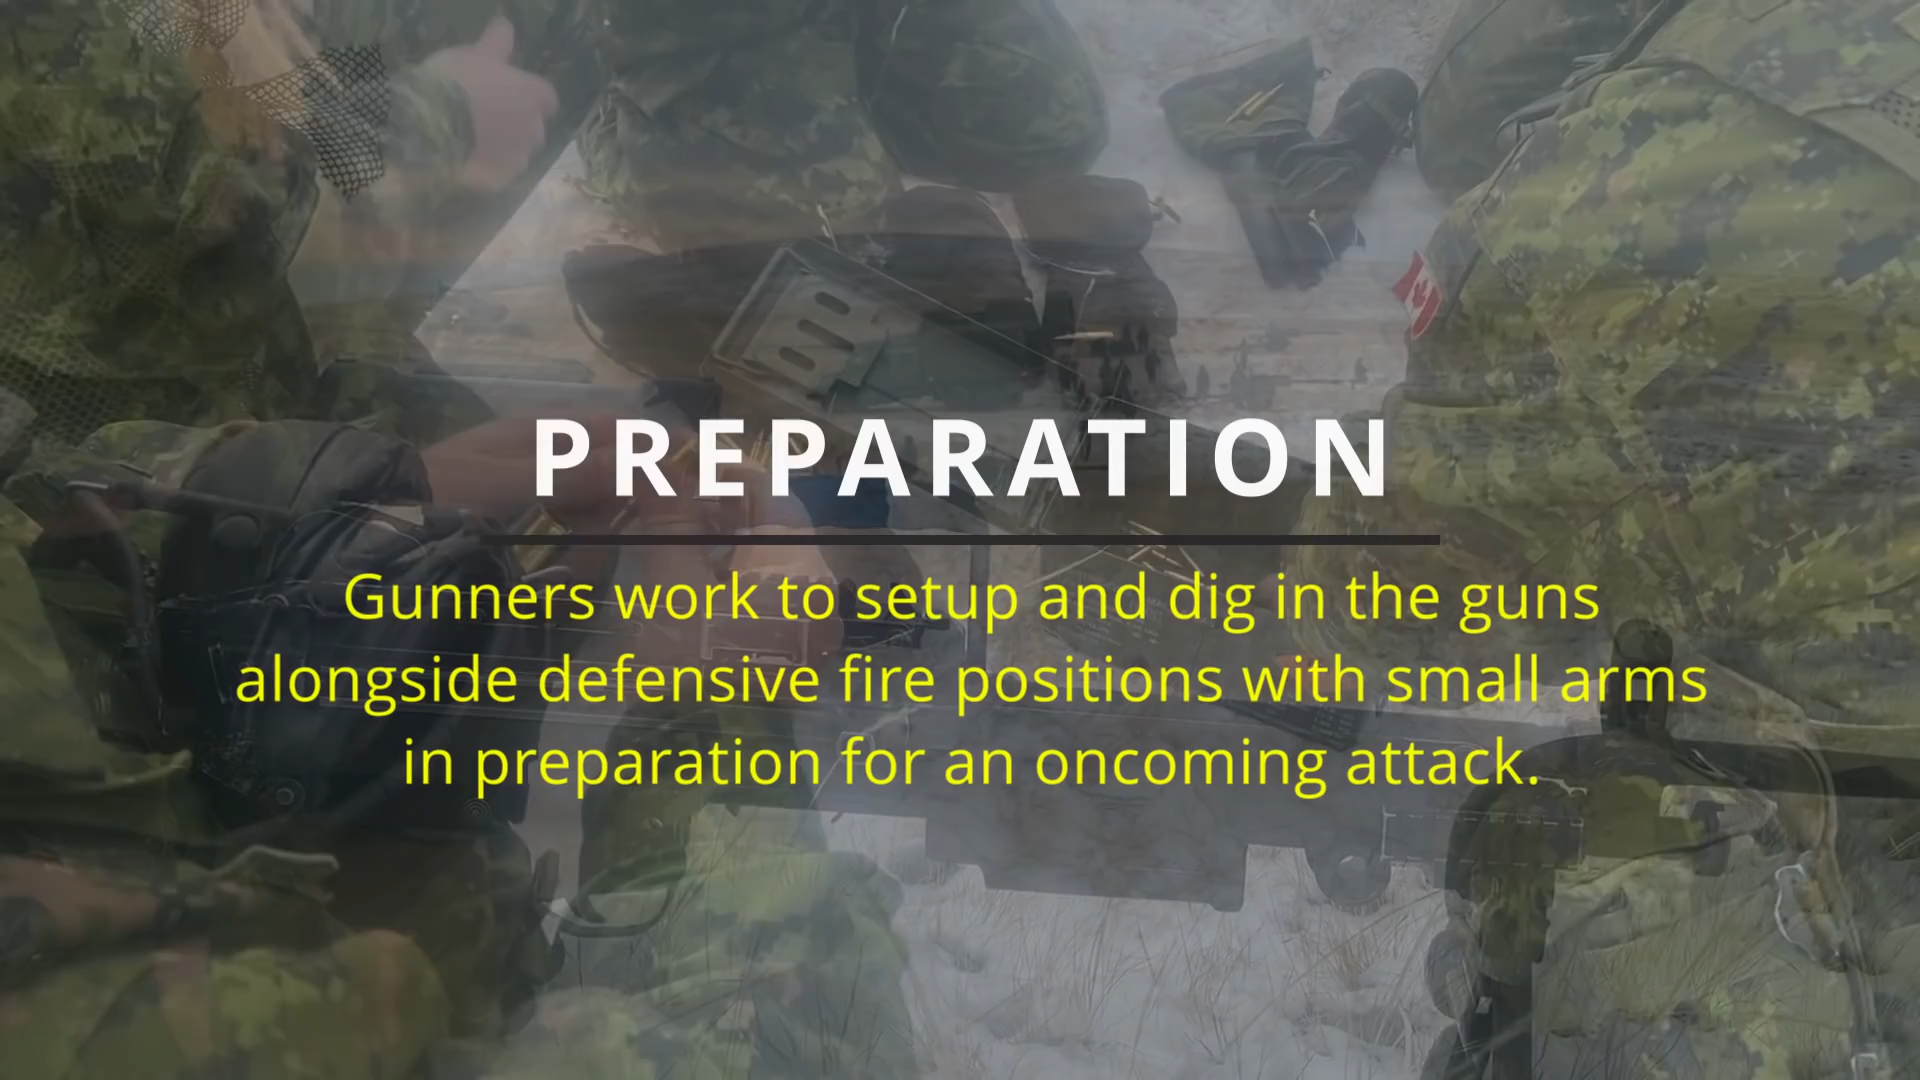 PREPARATION
Gunners work to setup and dig in the guns
alongside defensive fire positions with small arms
in preparation for an oncoming attack.